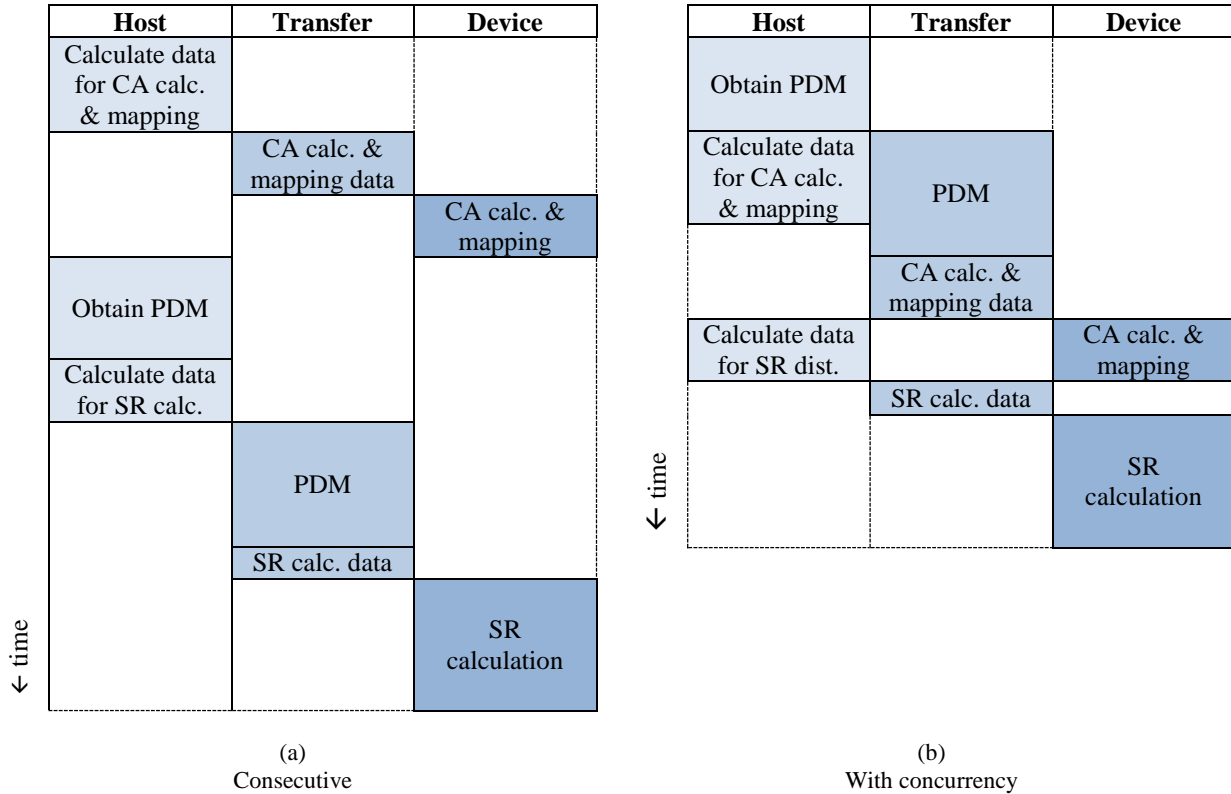 Host Transfer Device
Calculate data
for CA calc.
& mapping
CA calc. &
mapping data
CA calc. &
mapping
Obtain PDM
Calculate data
for SR calc.
PDM
SR calc. data
SR
calculation
← time
(a)
Consecutive
Host Transfer Device
Obtain PDM
Calculate data
for CA calc.
& mapping
PDM
CA calc. &
mapping data
Calculate data
for SR dist.
CA calc. &
mapping
SR calc. data
SR
calculation
← time
(b)
With concurrency